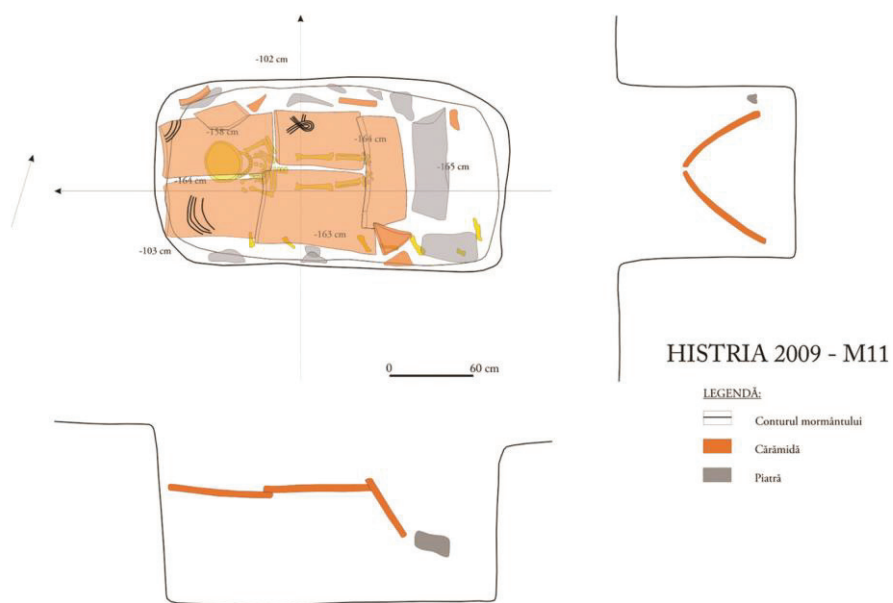 -102 cm
-158 cm
-164 cm
-165 cm
-164 cm
-163 cm
-103 cm
0 60 cm
HISTRIA 2009 - M11
LEGENDĂ:
Conturul mormântului
Cărămidă
Piatră